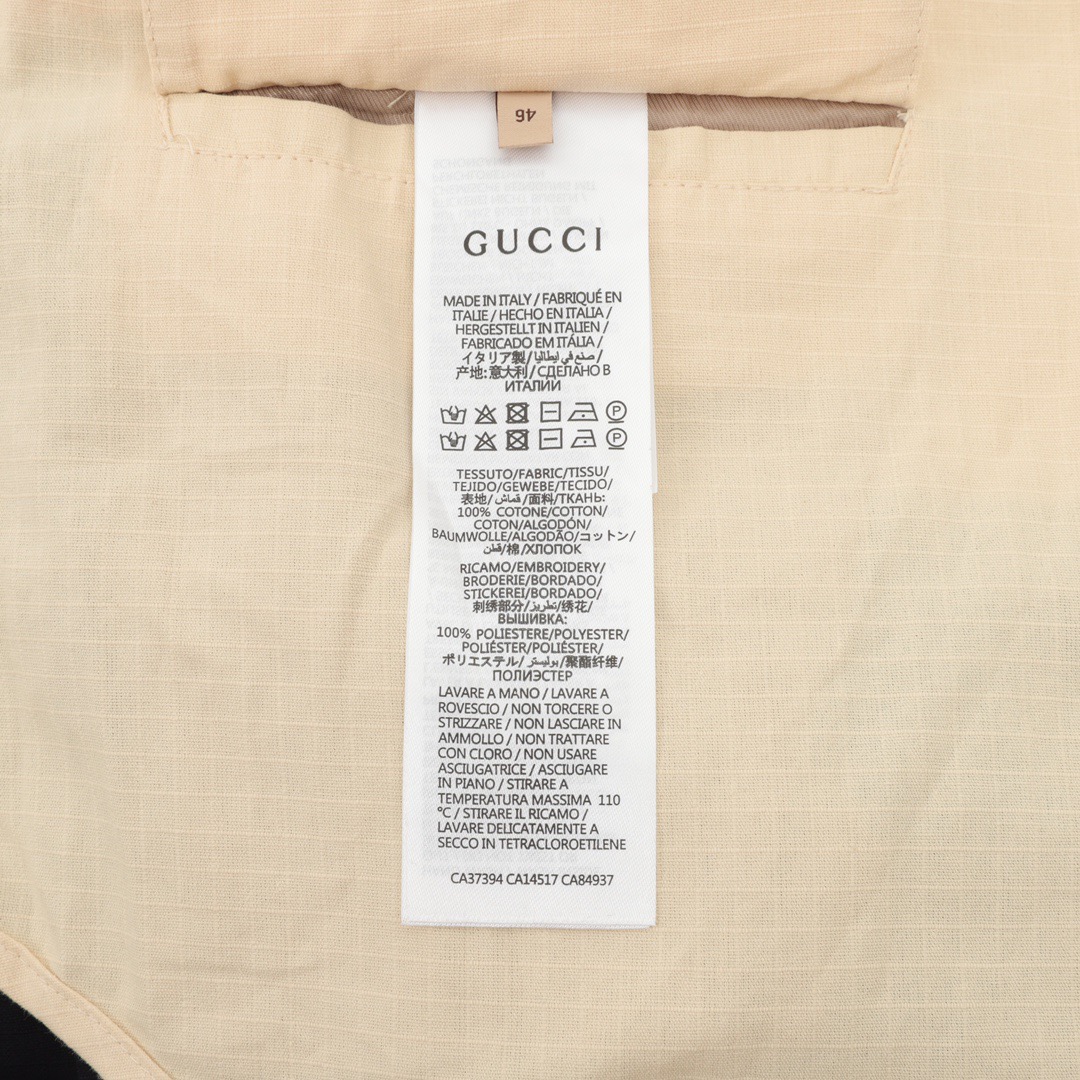 46
GUCCI
MADE IN ITALY / FABRIQUÉ EN
ITALIE / HECHO EN ITALIA /
HERGESTELLT IN ITALIEN /
FABRICADO EM ITÁLIA /
イタリア製/صنع في إيطاليا/
产地:意大利/СДЕЛАНО В
ИТАЛИИ
P
P
TESSUTO/FABRIC/TISSU/
TEJIDO/GEWEBE/TECIDO/
表地/قماش/面料/ТКАНЬ:
100% COTONE/COTTON/
COTON/ALGODÓN/
BAUMWOLLE/ALGODÃO/コットン/
قطن/棉/ХЛОПОК
RICAMO/EMBROIDERY/
BRODERIE/BORDADO/
STICKEREI/BORDADO/
刺绣部分/تطريز/绣花/
ВЫШИВКА:
100% POLIESTERE/POLYESTER/
POLIÉSTER/POLIÉSTER/
ポリエステル/بوليستر/聚酯纤维/
ПОЛИЭСТЕР
LAVARE A MANO / LAVARE A
ROVESCIO / NON TORCERE O
STRIZZARE / NON LASCIARE IN
AMMOLLO / NON TRATTARE
CON CLORO / NON USARE
ASCIUGATRICE / ASCIUGARE
IN PIANO / STIRARE A
TEMPERATURA MASSIMA 110
°C / STIRARE IL RICAMO /
LAVARE DELICATAMENTE A
SECCO IN TETRACLOROETILENE
CA37394 CA14517 CA84937